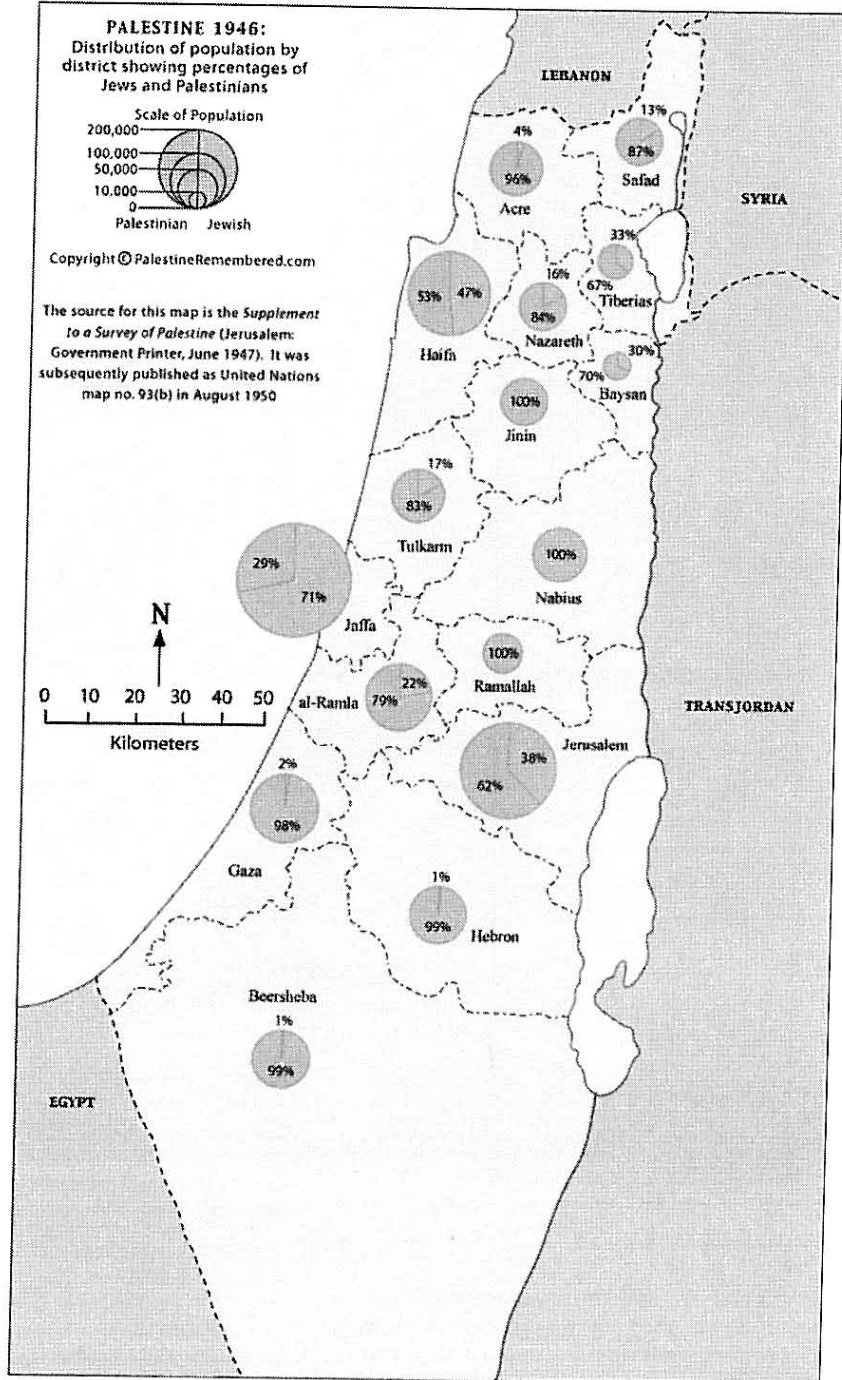 PALESTINE 1946:
Distribution of population by
district showing percentages of
Jews and Palestinians
Scale of Population
200,000
100,000
50,000
10,000
0
Palestinian Jewish
Copyright © PalestineRemembered.com
The source for this map is the Supplement
to a Survey of Palestine (Jerusalem:
Government Printer, June 1947). It was
subsequently published as United Nations
map no. 93(b) in August 1950
LEBANON
SYRIA
4%
96%
Acre
13%
87%
Safad
53% 47%
Haifa
16%
84%
Nazareth
33%
67%
Tiberias
30%
70%
Baysan
100%
Jinin
17%
83%
Tulkarm
100%
Nablus
29%
71%
Jaffa
N
0 10 20 30 40 50
Kilometers
22%
79%
al-Ramla
100%
Ramallah
TRANSJORDAN
38%
62%
Jerusalem
2%
98%
Gaza
1%
99%
Hebron
Beersheba
1%
99%
EGYPT